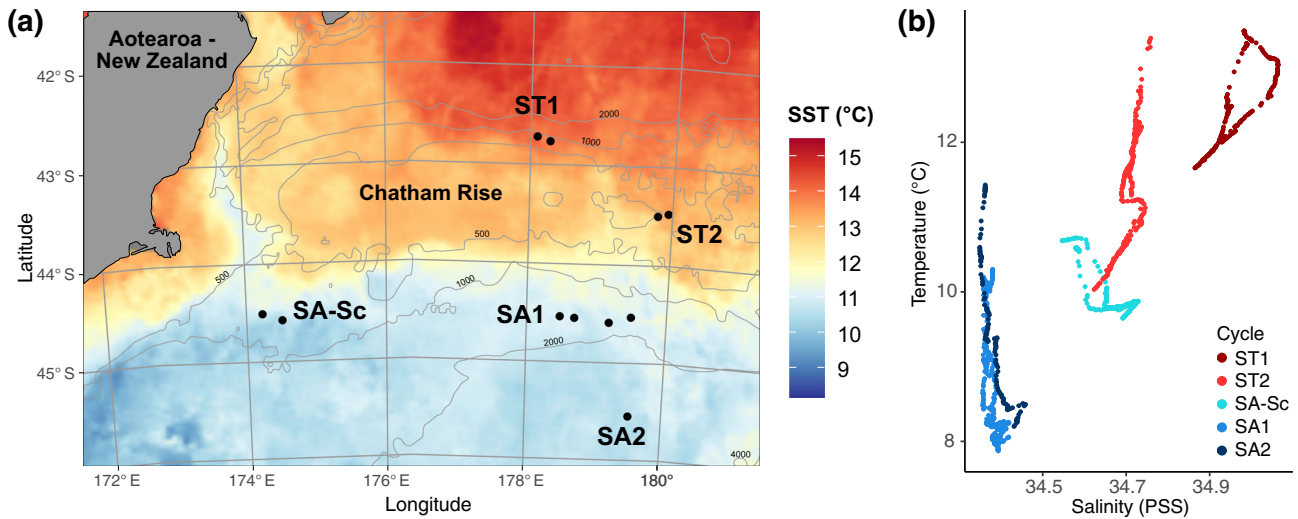 (a)
Aotearoa -
New Zealand
42° S
43° S
44° S
45° S
Latitude
ST1
2000
1000
Chatham Rise
ST2
500
500
1000
SA-Sc
SA1
2000
SA2
4000
172° E
174° E
176° E
178° E
180°
Longitude
SST (°C)
15
14
13
12
11
10
9
(b)
Temperature (°C)
12
10
8
34.5
34.7
34.9
Salinity (PSS)
Cycle
ST1
ST2
SA-Sc
SA1
SA2